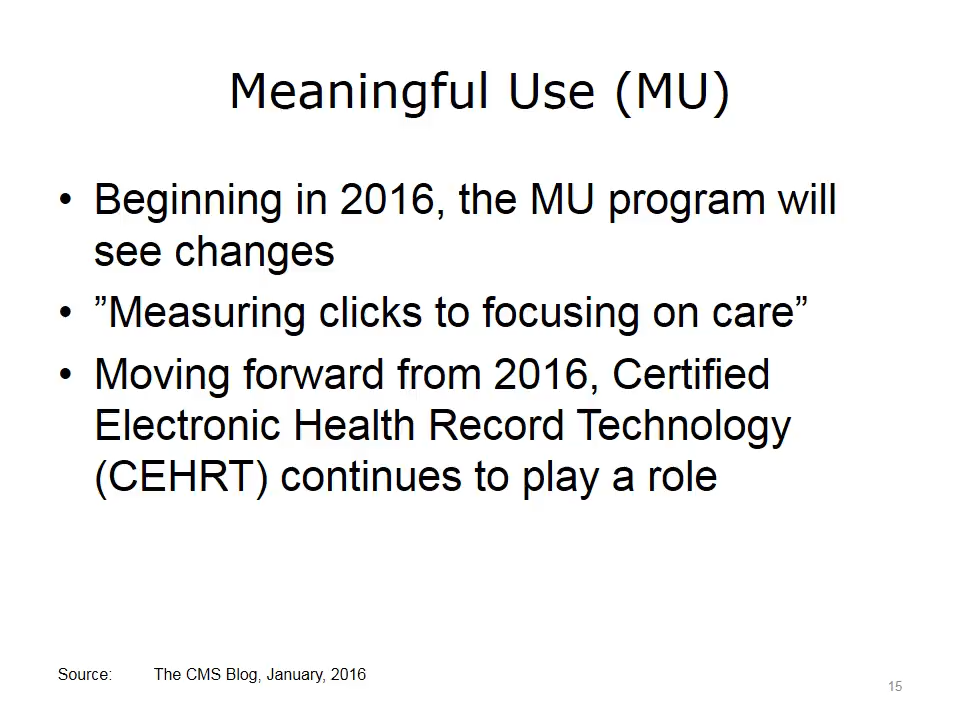 Meaningful Use (MU)
• Beginning in 2016, the MU program will
see changes
• ”Measuring clicks to focusing on care”
• Moving forward from 2016, Certified
Electronic Health Record Technology
(CEHRT) continues to play a role
Source: The CMS Blog, January, 2016
15